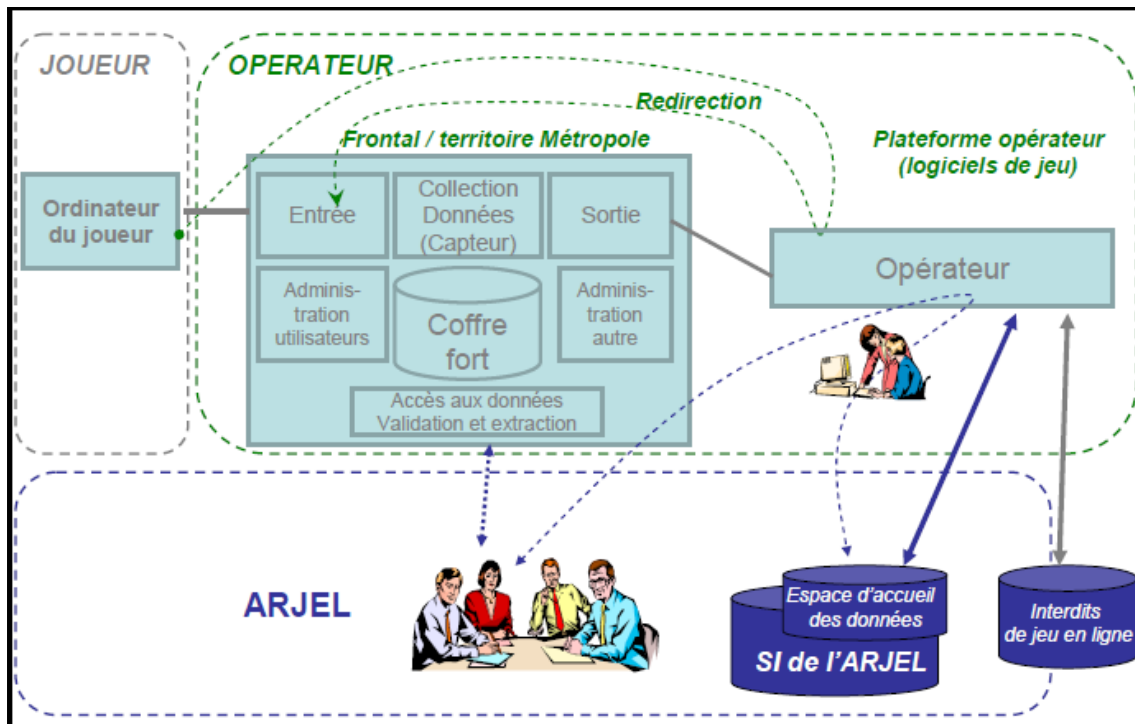 JOUEUR
OPERATEUR
Redirection
Frontal / territoire Métropole
Plateforme opérateur
(logiciels de jeu)
Ordinateur
du joueur
Entrée
Collection
Données
(Capteur)
Sortie
Opérateur
Adminis-
tration
utilisateurs
Coffre
fort
Adminis-
tration
autre
Accès aux données
Validation et extraction
ARJEL
Espace d'accueil
des données
SI de l'ARJEL
Interdits
de jeu en ligne